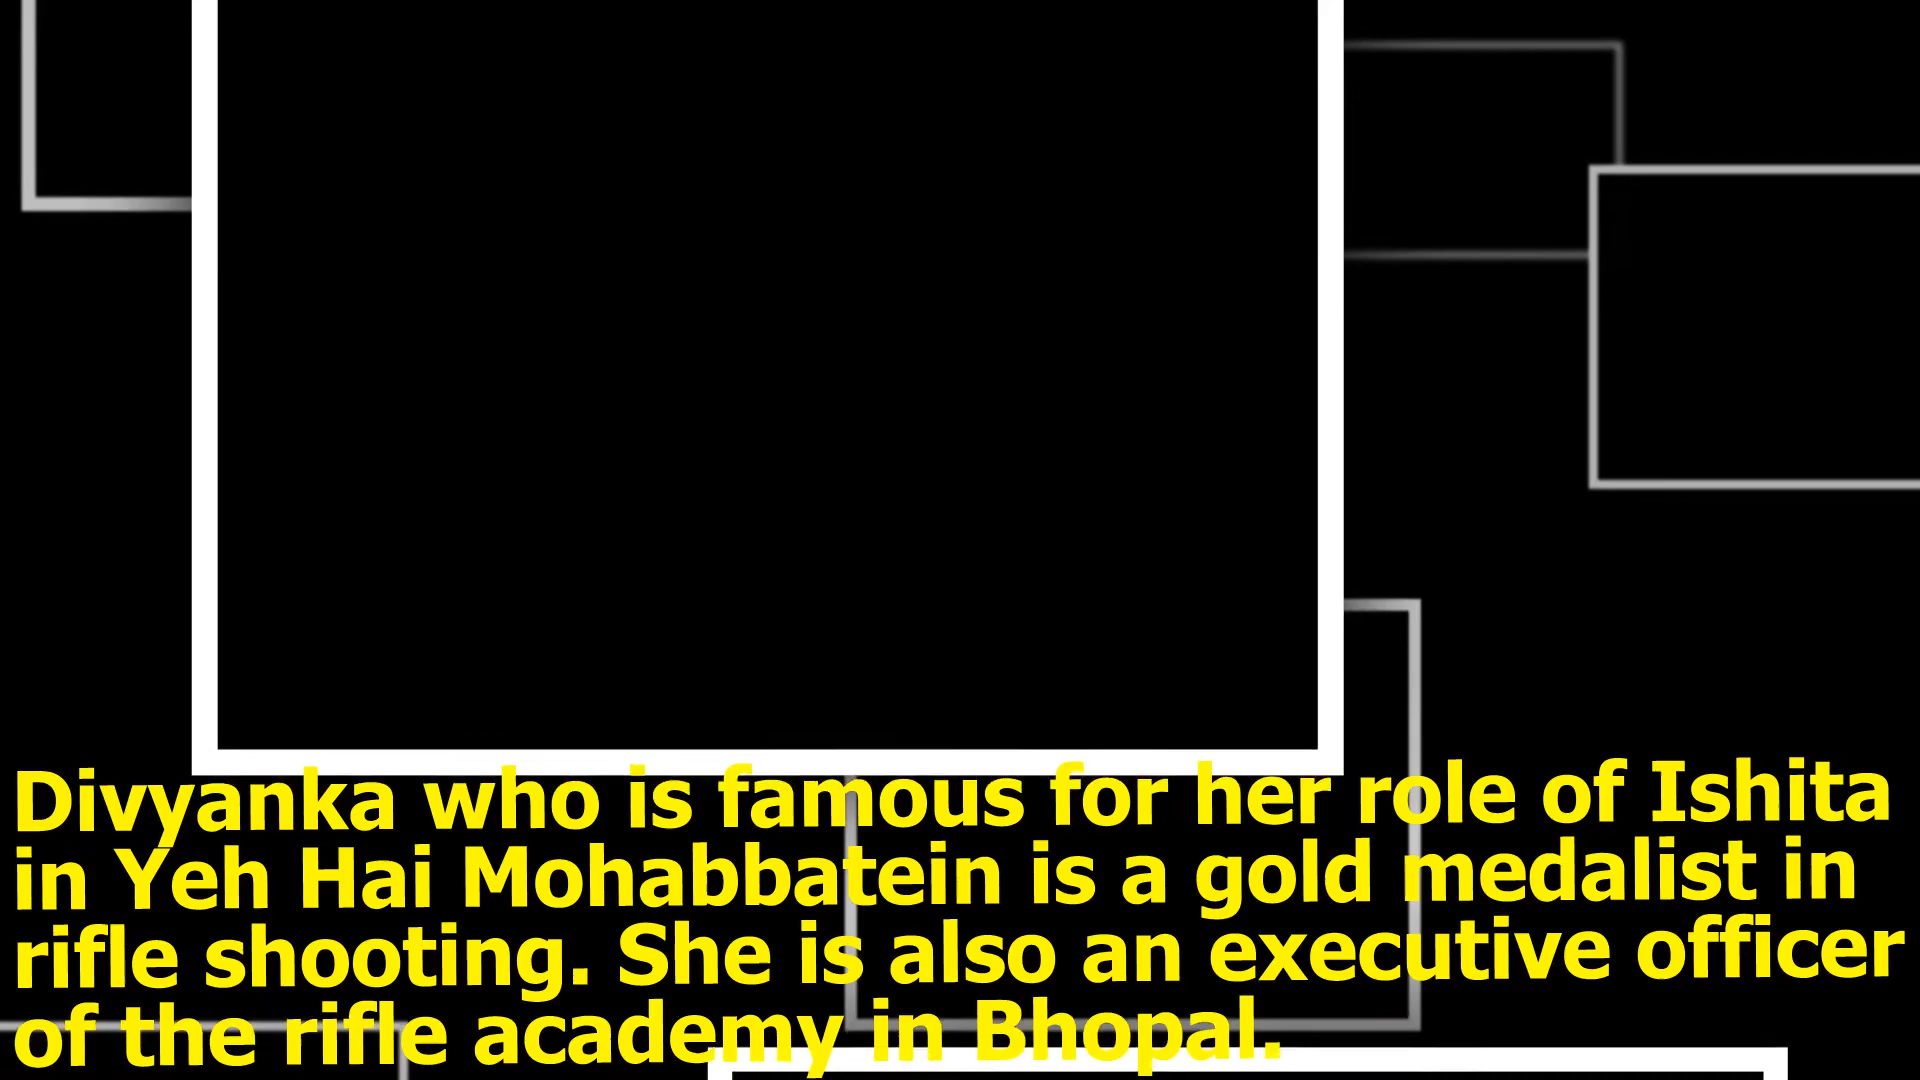 Divyanka who is famous for her role of Ishita
in Yeh Hai Mohabbatein is a gold medalist in
rifle shooting. She is also an executive officer
of the rifle academy in Bhopal.